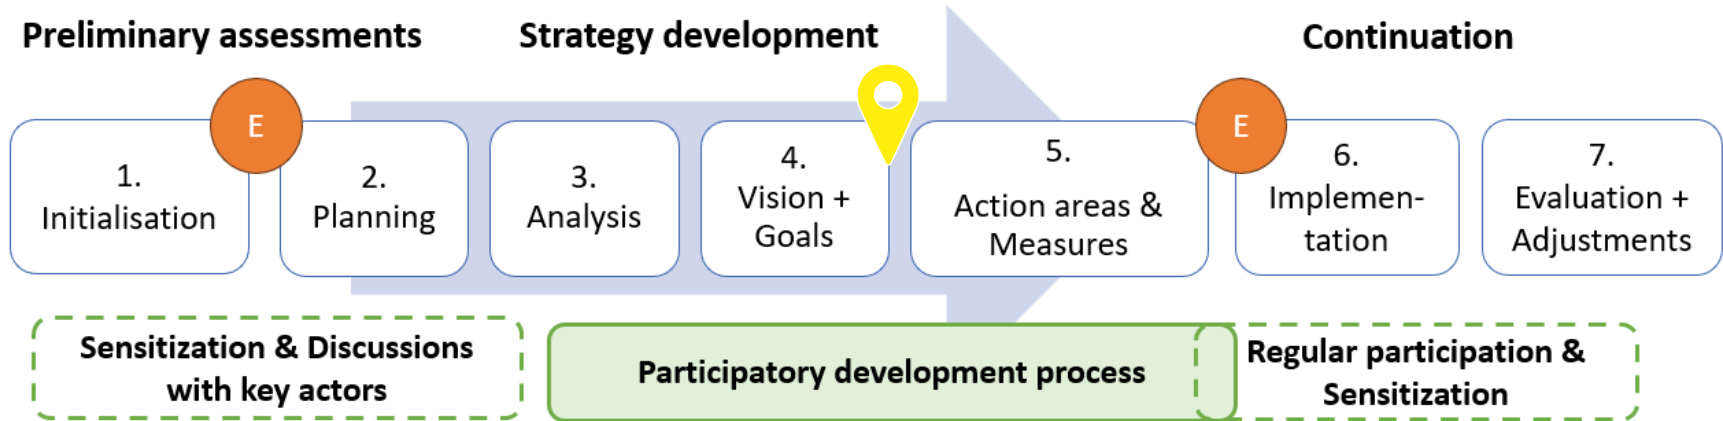 Preliminary assessments
Strategy development
Continuation
E
E
1.
Initialisation
2.
Planning
3.
Analysis
4.
Vision +
Goals
5.
Action areas &
Measures
6.
Implemen-
tation
7.
Evaluation +
Adjustments
Sensitization & Discussions
with key actors
Participatory development process
Regular participation &
Sensitization